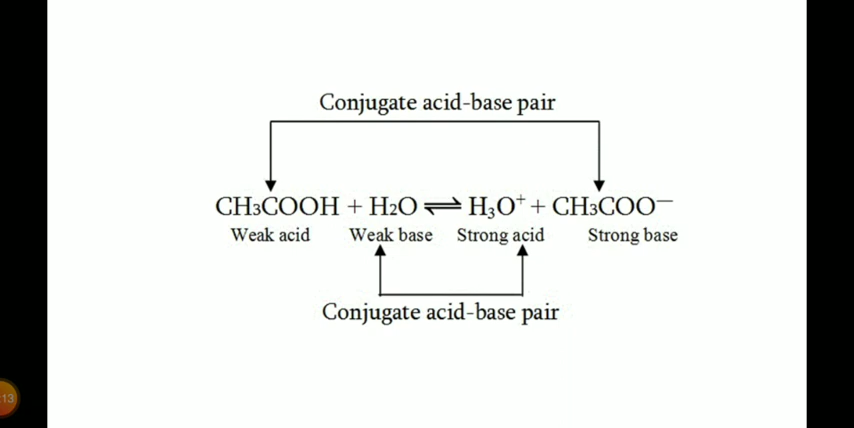 Conjugate acid-base pair
CH₃COOH + H₂O ⇌ H₃O⁺ + CH₃COO⁻
Weak acid Weak base Strong acid Strong base
Conjugate acid-base pair
:13